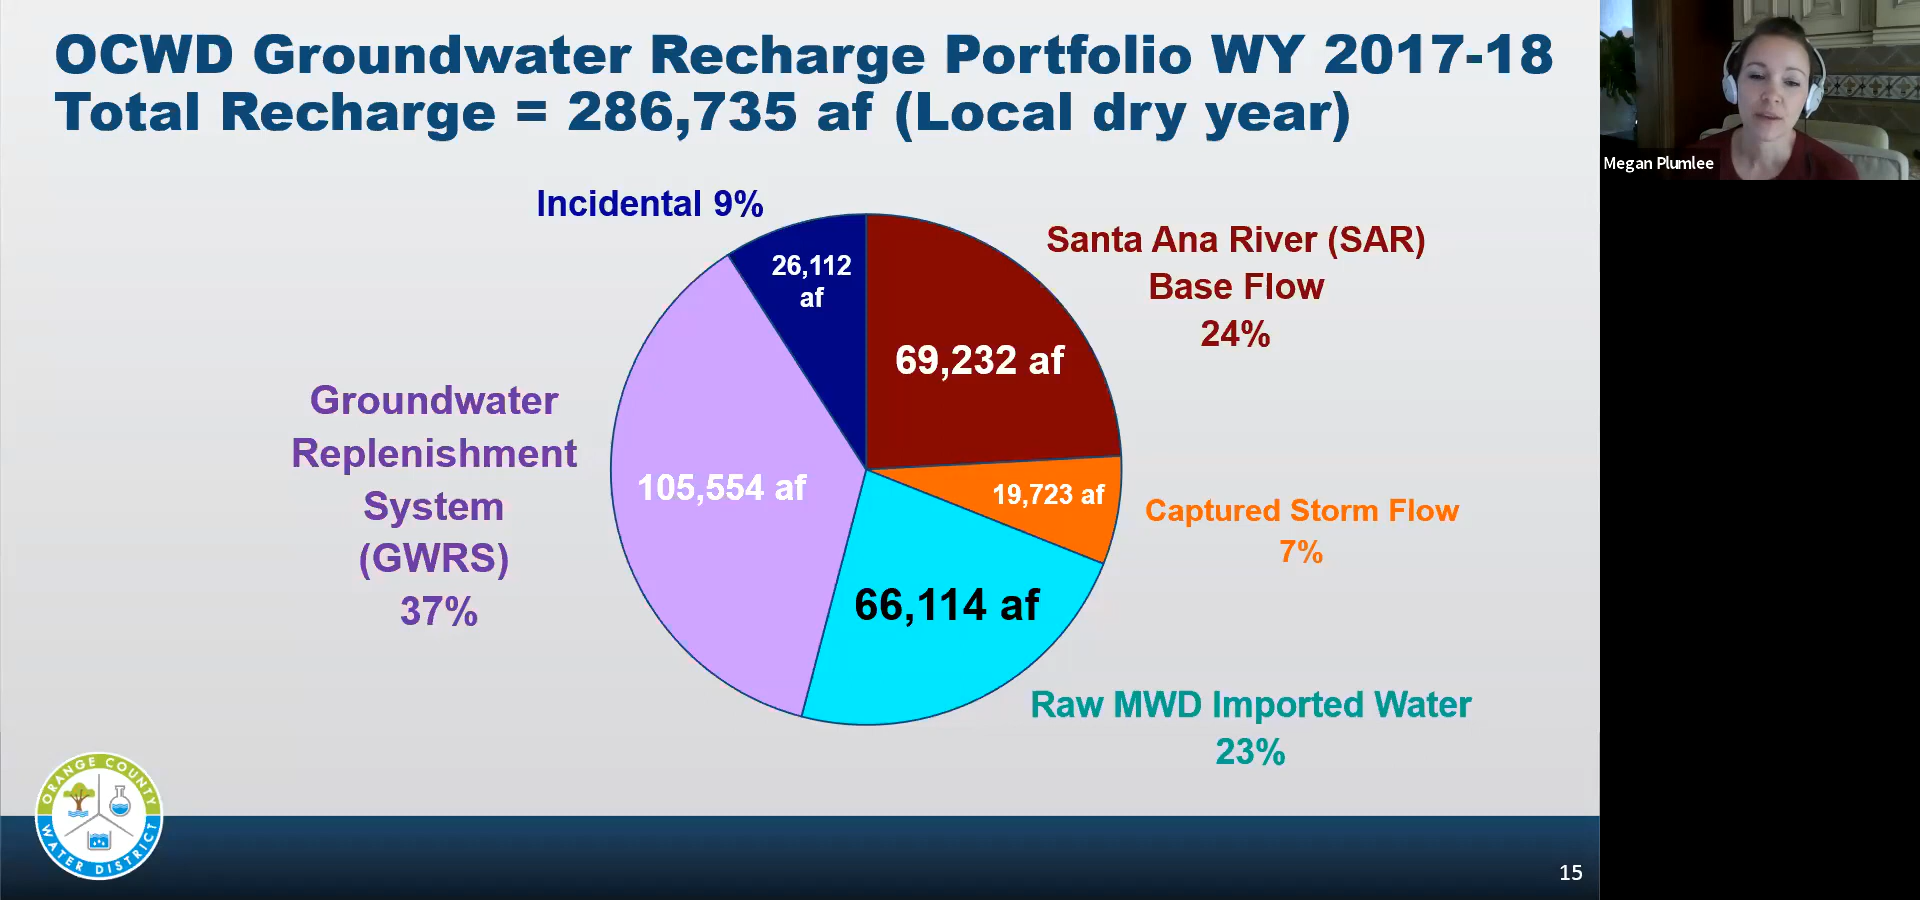 OCWD Groundwater Recharge Portfolio WY 2017-18
Total Recharge = 286,735 af (Local dry year)
Megan Plumlee
Incidental 9%
26,112
af
Santa Ana River (SAR)
Base Flow
24%
69,232 af
Groundwater
Replenishment
System
(GWRS)
37%
105,554 af
19,723 af
Captured Storm Flow
7%
66,114 af
Raw MWD Imported Water
23%
ORANGE COUNTY
WATER DISTRICT
15